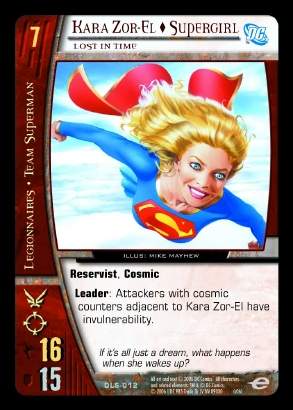 7
KARA ZOR-EL ♦ SUPERGIRL
LOST IN TIME
DC
LEGIONNAIRES • TEAM SUPERMAN
ILLUS: MIKE MAYHEW
Reservist, Cosmic
Leader: Attackers with cosmic
counters adjacent to Kara Zor-El have
invulnerability.
16
15
If it's all just a dream, what happens
when she wakes up?
DLS-012